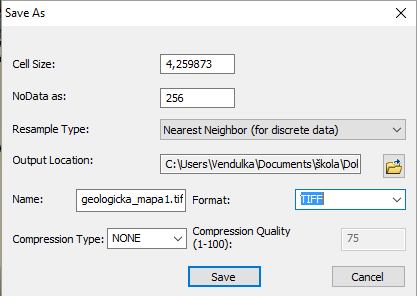 Save As
Cell Size: 4,259873
NoData as: 256
Resample Type: Nearest Neighbor (for discrete data)
Output Location: C:\Users\Vendulka\Documents\škola\Dol
Name: geologicka_mapa1.tif Format: TIFF
Compression Type: NONE Compression Quality (1-100): 75
Save Cancel